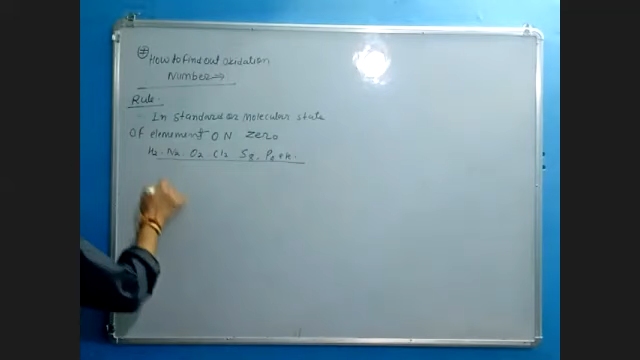 How to find out oxidation
Number ⇒
Rule
In standard or molecular state
of elemement O N zero
H₂. N₂. O₂ Cl₂ S₈. P₄ etc.